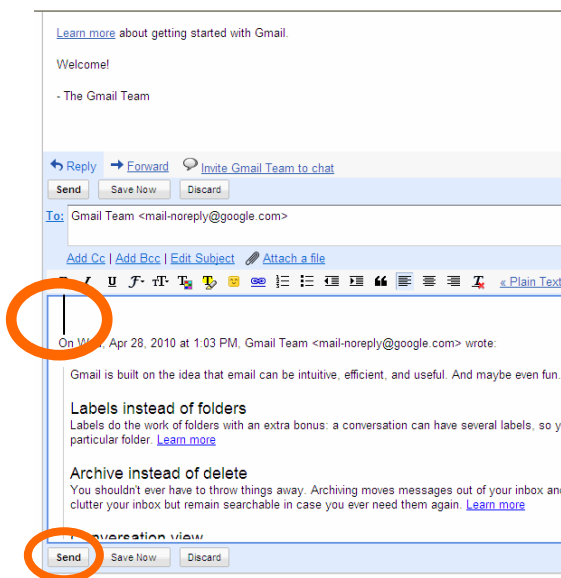 Learn more about getting started with Gmail.
Welcome!
- The Gmail Team
Reply Forward Invite Gmail Team to chat
Send Save Now Discard
To: Gmail Team <mail-noreply@google.com>
Add Cc | Add Bcc | Edit Subject Attach a file
« Plain Text
On Wed, Apr 28, 2010 at 1:03 PM, Gmail Team <mail-noreply@google.com> wrote:
Gmail is built on the idea that email can be intuitive, efficient, and useful. And maybe even fun.
Labels instead of folders
Labels do the work of folders with an extra bonus: a conversation can have several labels, so y
particular folder. Learn more
Archive instead of delete
You shouldn't ever have to throw things away. Archiving moves messages out of your inbox and
clutter your inbox but remain searchable in case you ever need them again. Learn more
Conversation view
Send Save Now Discard